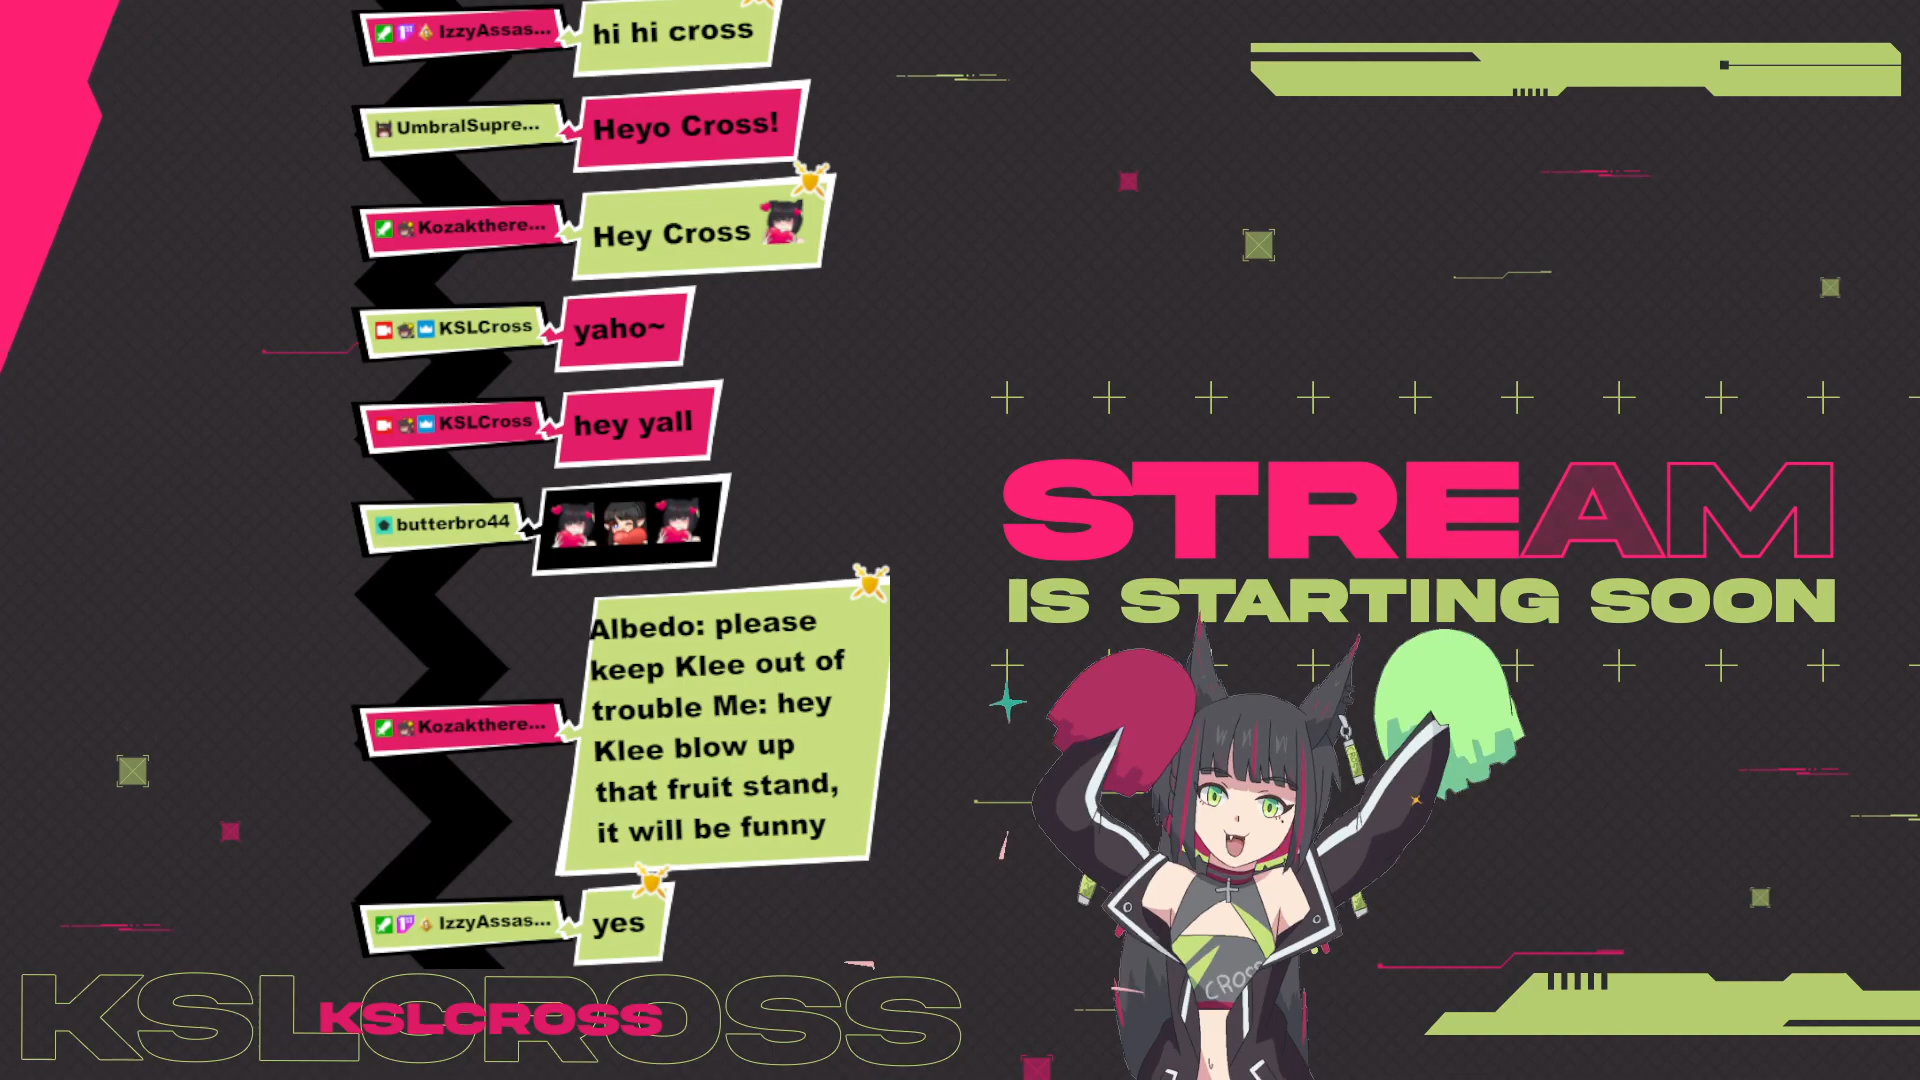 IzzyAssas...
hi hi cross
UmbralSupre...
Heyo Cross!
Kozakthere...
Hey Cross
KSLCross
yaho~
KSLCross
hey yall
butterbro44
Kozakthere...
Albedo: please
keep Klee out of
trouble Me: hey
Klee blow up
that fruit stand,
it will be funny
IzzyAssas...
yes
KSLCROSS
KSLCROSS
STREAM
IS STARTING SOON
CROSS